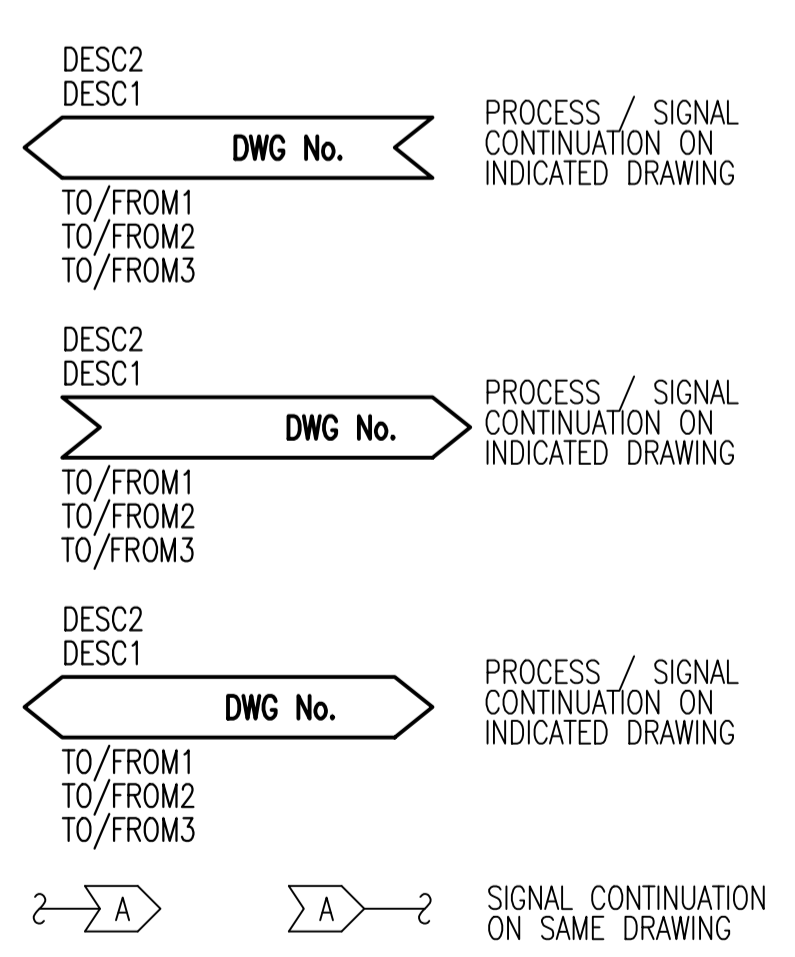 DESC2
DESC1
DWG No.
TO/FROM1
TO/FROM2
TO/FROM3
PROCESS / SIGNAL
CONTINUATION ON
INDICATED DRAWING
DESC2
DESC1
DWG No.
TO/FROM1
TO/FROM2
TO/FROM3
PROCESS / SIGNAL
CONTINUATION ON
INDICATED DRAWING
DESC2
DESC1
DWG No.
TO/FROM1
TO/FROM2
TO/FROM3
PROCESS / SIGNAL
CONTINUATION ON
INDICATED DRAWING
A
A
SIGNAL CONTINUATION
ON SAME DRAWING